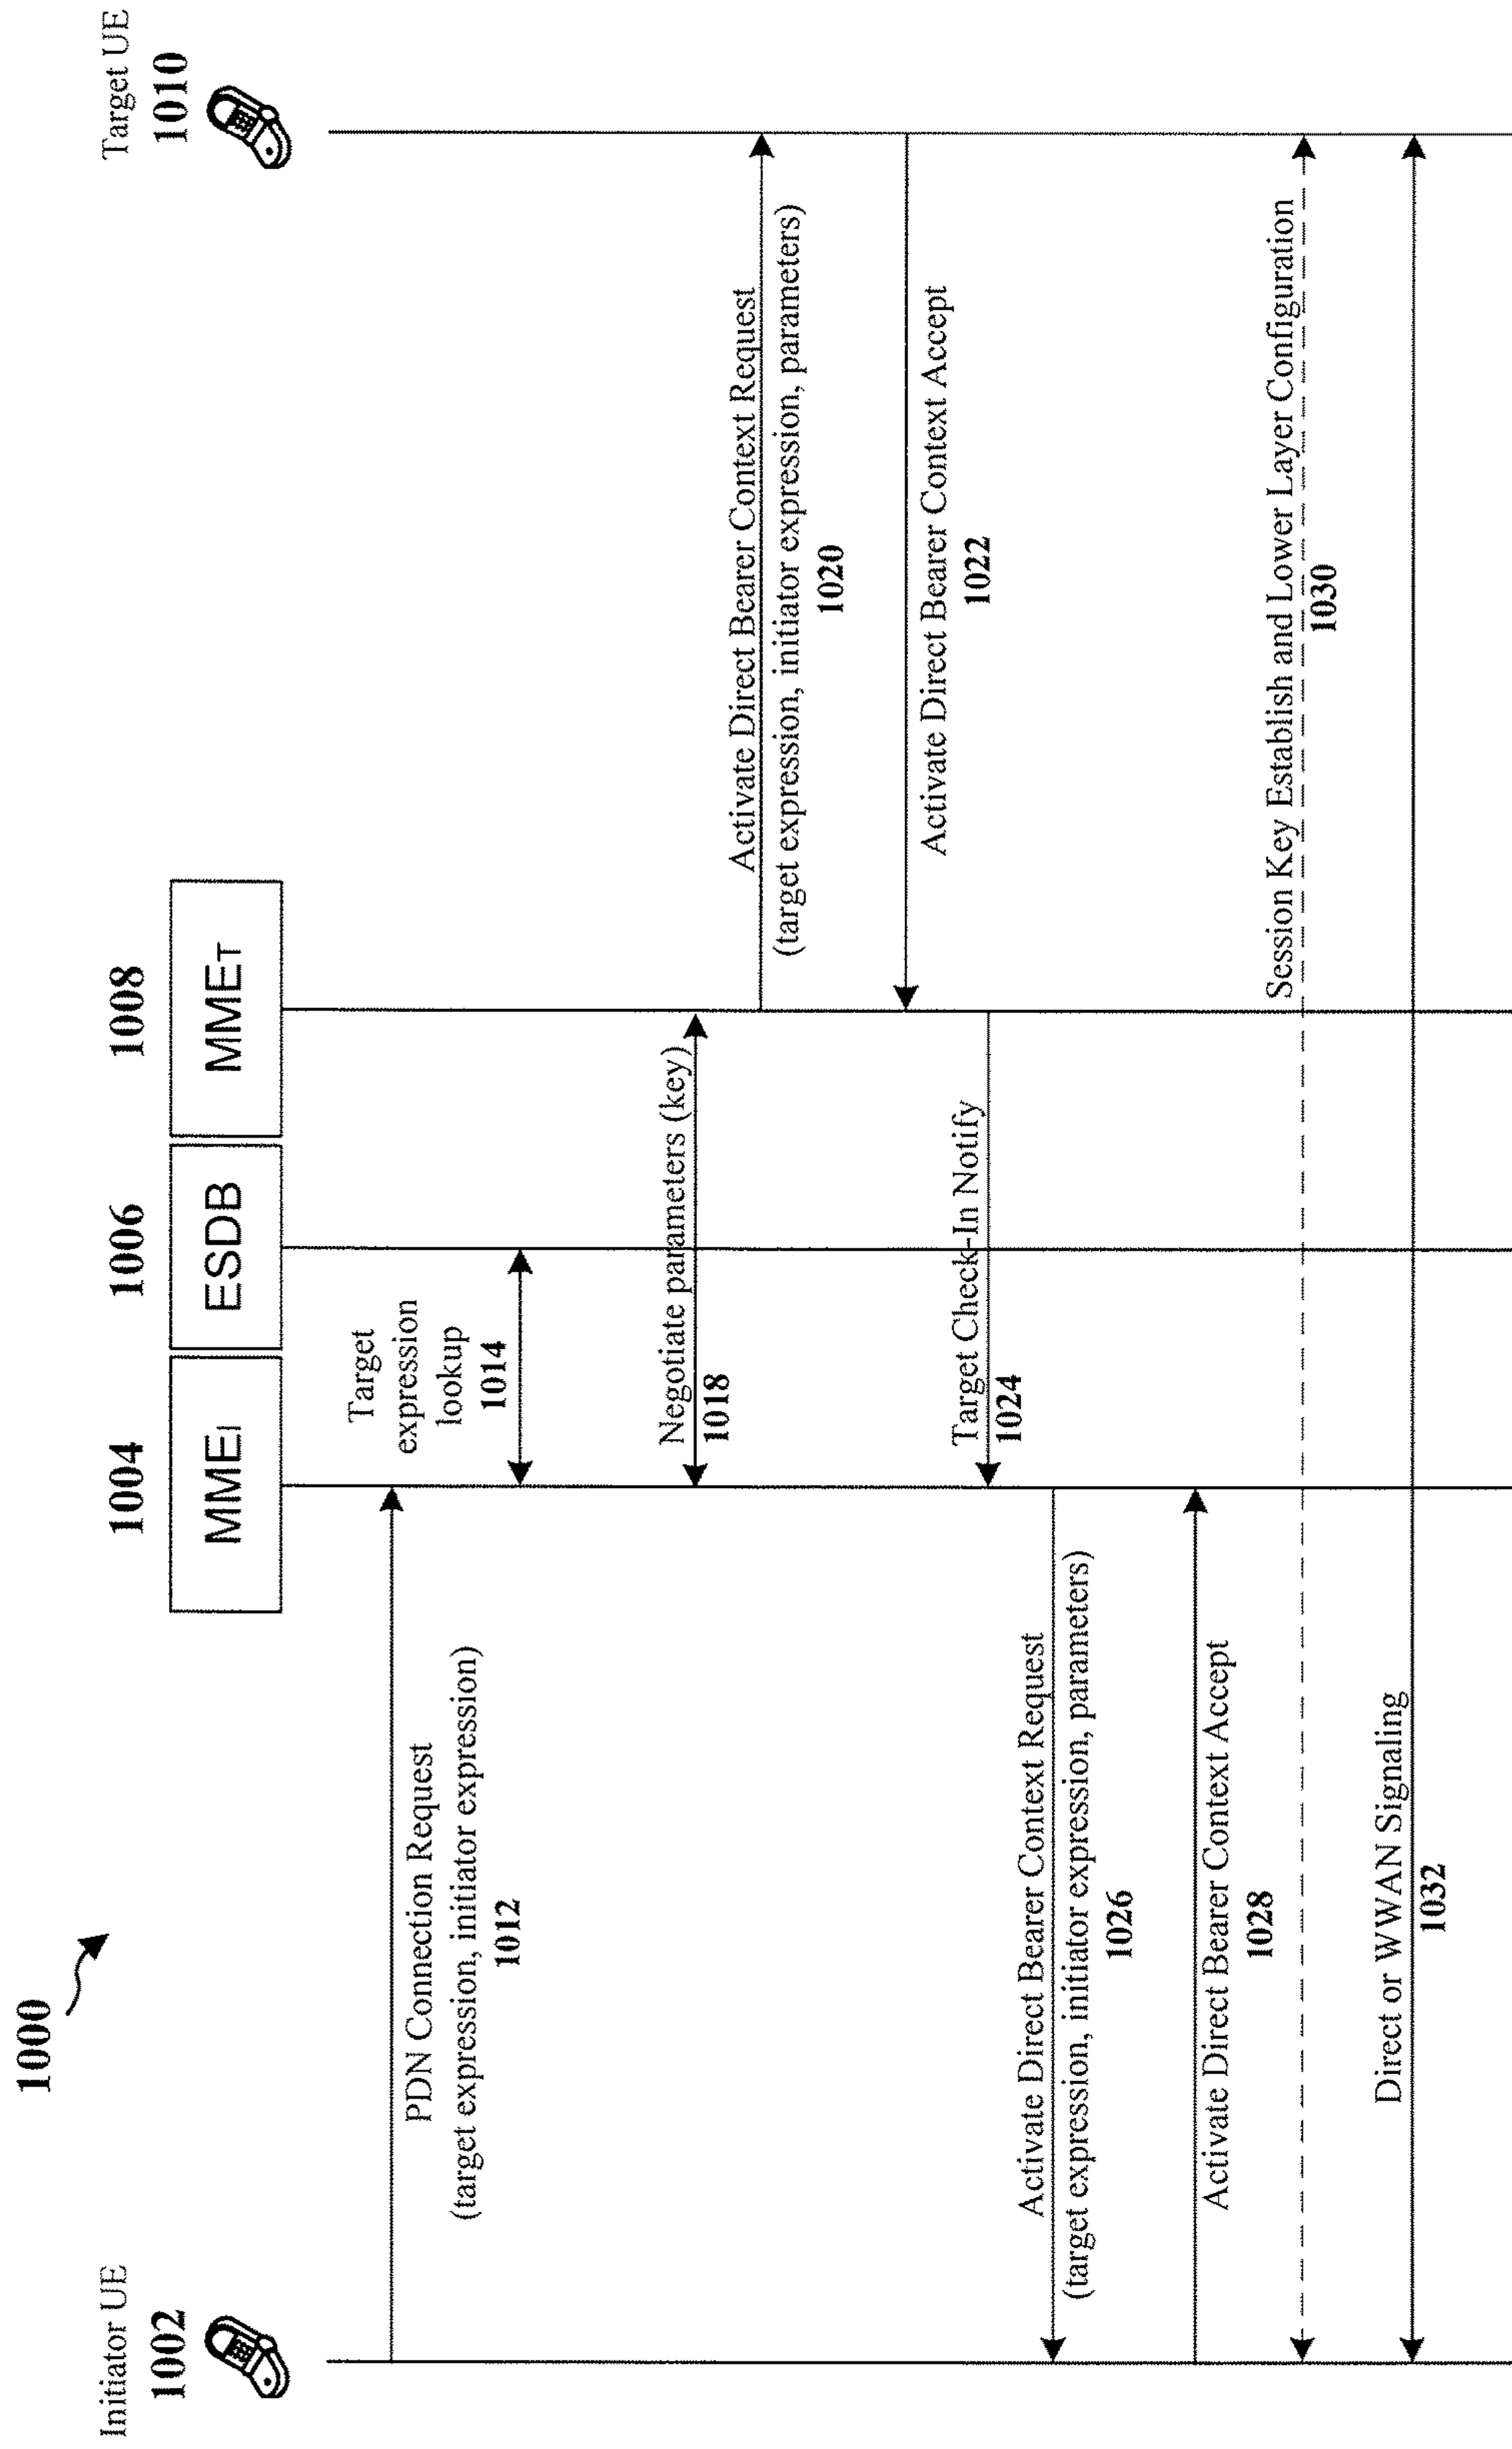 1000
Initiator UE
1002
1004
MMEI
1006
ESDB
1008
MMET
Target UE
1010
PDN Connection Request
(target expression, initiator expression)
1012
Target
expression
lookup
1014
Negotiate parameters (key)
1018
Activate Direct Bearer Context Request
(target expression, initiator expression, parameters)
1020
Activate Direct Bearer Context Accept
1022
Target Check-In Notify
1024
Activate Direct Bearer Context Request
(target expression, initiator expression, parameters)
1026
Activate Direct Bearer Context Accept
1028
Session Key Establish and Lower Layer Configuration
1030
Direct or WWAN Signaling
1032